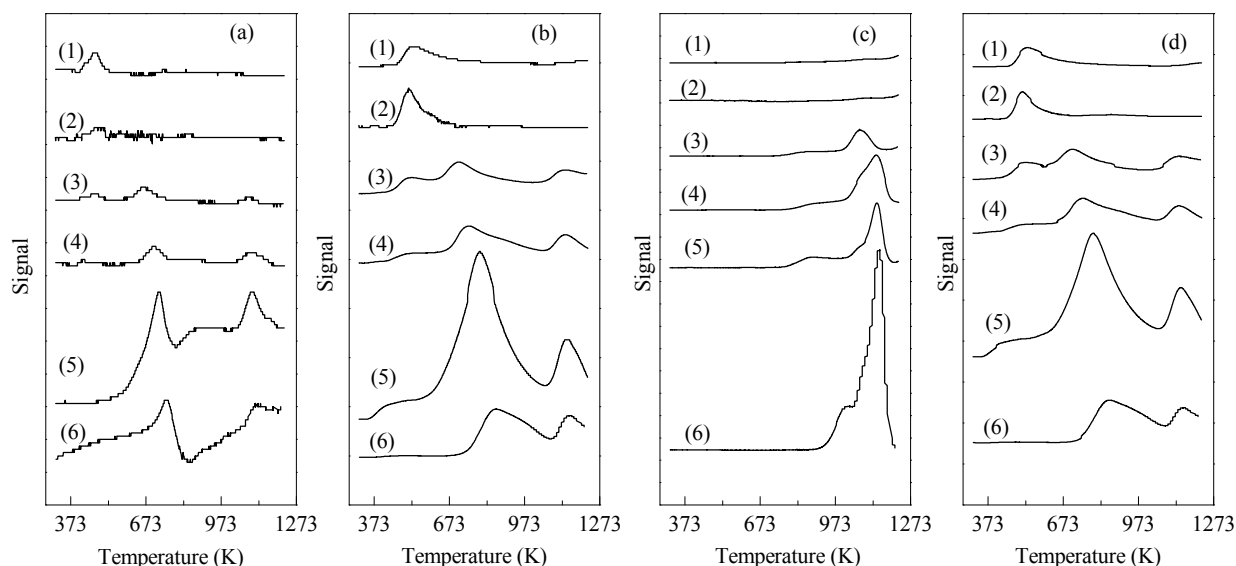 (a)
(1)
(2)
(3)
(4)
(5)
(6)
Signal
373 673 973 1273
Temperature (K)
(b)
(1)
(2)
(3)
(4)
(5)
(6)
373 673 973 1273
Temperature (K)
(c)
(1)
(2)
(3)
(4)
(5)
(6)
Signal
373 673 973 1273
Temperature (K)
(d)
(1)
(2)
(3)
(4)
(5)
(6)
373 673 973 1273
Temperature (K)